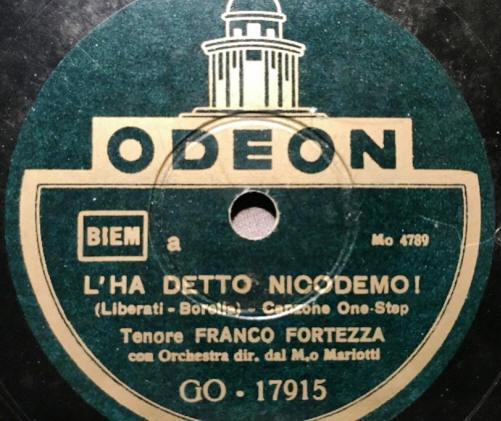 ODEON
BIEM a Mo 4789
L'HA DETTO NICODEMO!
(Liberati - Borella) - Canzone One-Step
Tenore FRANCO FORTEZZA
con Orchestra dir. dal M.o Mariotti
GO - 17915